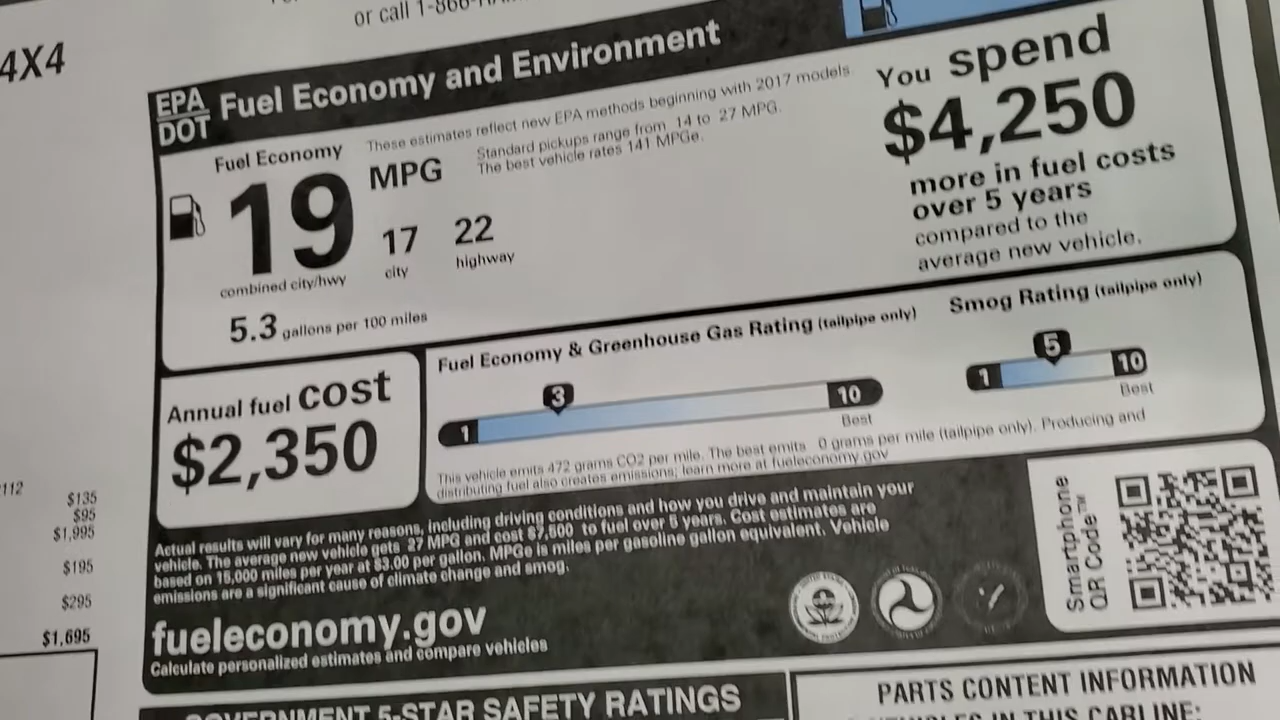 or call 1-866-
4X4
EPA
DOT
Fuel Economy and Environment
Fuel Economy
19
MPG
These estimates reflect new EPA methods beginning with 2017 models
Standard pickups range from 14 to 27 MPG.
The best vehicle rates 141 MPGe.
17
city
22
highway
combined city/hwy
5.3 gallons per 100 miles
You spend
$4,250
more in fuel costs
over 5 years
compared to the
average new vehicle.
Annual fuel cost
$2,350
Fuel Economy & Greenhouse Gas Rating (tailpipe only)
3
1
10
Best
Smog Rating (tailpipe only)
5
1
10
Best
This vehicle emits 472 grams CO2 per mile. The best emits 0 grams per mile (tailpipe only). Producing and
distributing fuel also creates emissions; learn more at fueleconomy.gov
Actual results will vary for many reasons, including driving conditions and how you drive and maintain your
vehicle. The average new vehicle gets 27 MPG and cost $7,500 to fuel over 5 years. Cost estimates are
based on 15,000 miles per year at $3.00 per gallon. MPGe is miles per gasoline gallon equivalent. Vehicle
emissions are a significant cause of climate change and smog.
fueleconomy.gov
Calculate personalized estimates and compare vehicles
Smartphone
QR Code™
2112
$135
$95
$1,995
$195
$295
$1,695
GOVERNMENT 5-STAR SAFETY RATINGS
PARTS CONTENT INFORMATION
VEHICLES IN THIS CARLINE: